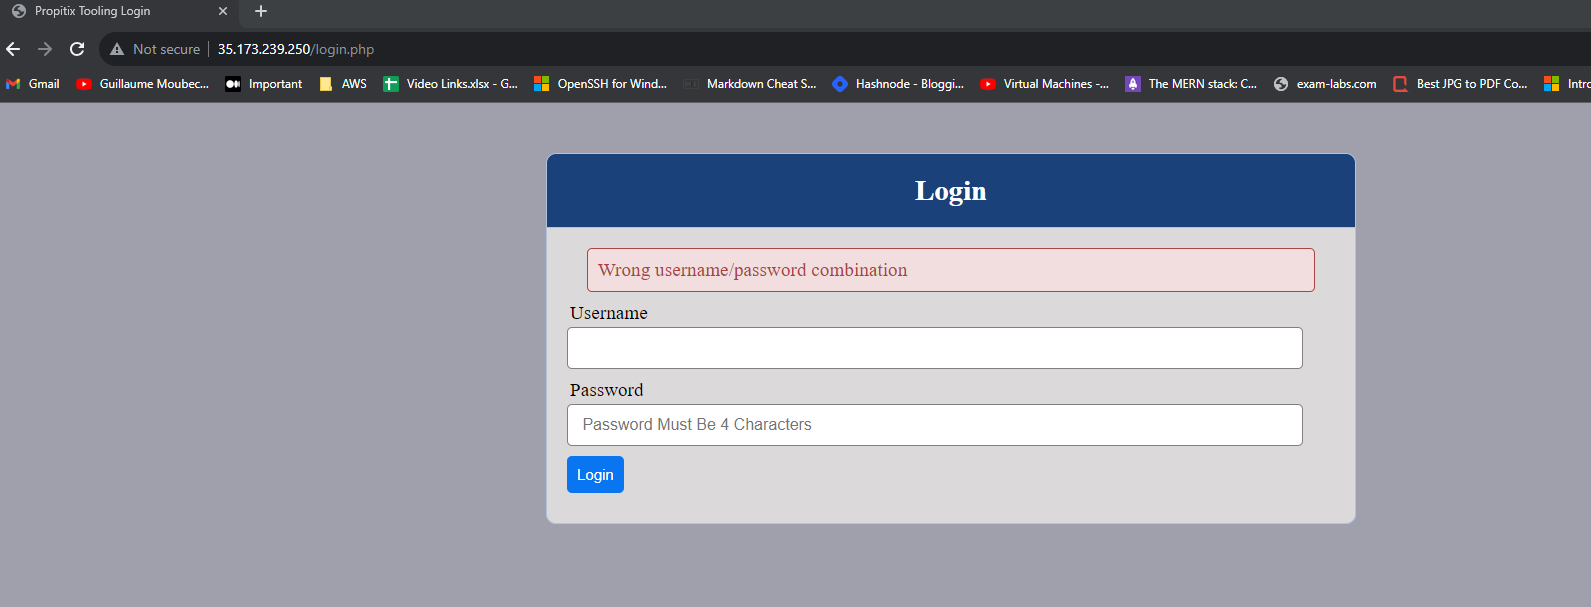 Propitix Tooling Login
Not secure 35.173.239.250/login.php
Gmail Guillaume Moubec... Important AWS Video Links.xlsx - G... OpenSSH for Wind... Markdown Cheat S... Hashnode - Bloggi... Virtual Machines -... The MERN stack: C... exam-labs.com Best JPG to PDF Co... Intro
Login
Wrong username/password combination
Username
Password
Password Must Be 4 Characters
Login